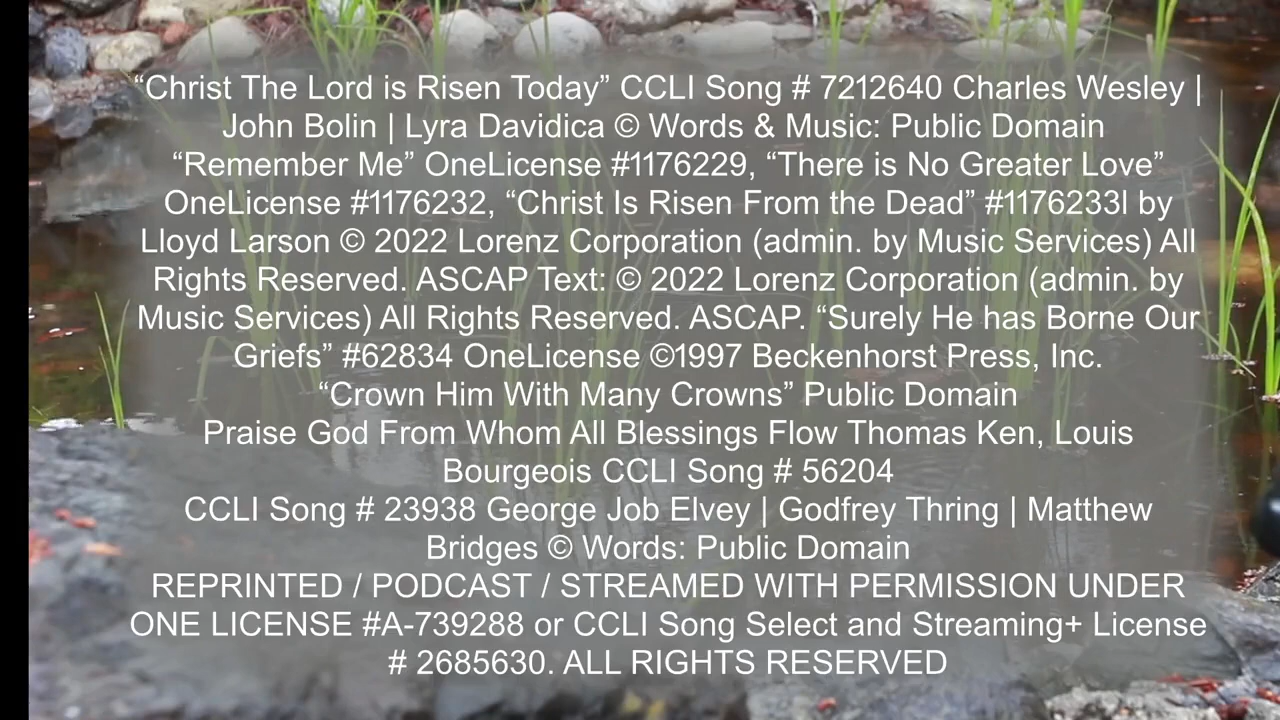 “Christ The Lord is Risen Today” CCLI Song # 7212640 Charles Wesley |
John Bolin | Lyra Davidica © Words & Music: Public Domain
“Remember Me” OneLicense #1176229, “There is No Greater Love”
OneLicense #1176232, “Christ Is Risen From the Dead” #1176233l by
Lloyd Larson © 2022 Lorenz Corporation (admin. by Music Services) All
Rights Reserved. ASCAP Text: © 2022 Lorenz Corporation (admin. by
Music Services) All Rights Reserved. ASCAP. “Surely He has Borne Our
Griefs” #62834 OneLicense ©1997 Beckenhorst Press, Inc.
“Crown Him With Many Crowns” Public Domain
Praise God From Whom All Blessings Flow Thomas Ken, Louis
Bourgeois CCLI Song # 56204
CCLI Song # 23938 George Job Elvey | Godfrey Thring | Matthew
Bridges © Words: Public Domain
REPRINTED / PODCAST / STREAMED WITH PERMISSION UNDER
ONE LICENSE #A-739288 or CCLI Song Select and Streaming+ License
# 2685630. ALL RIGHTS RESERVED